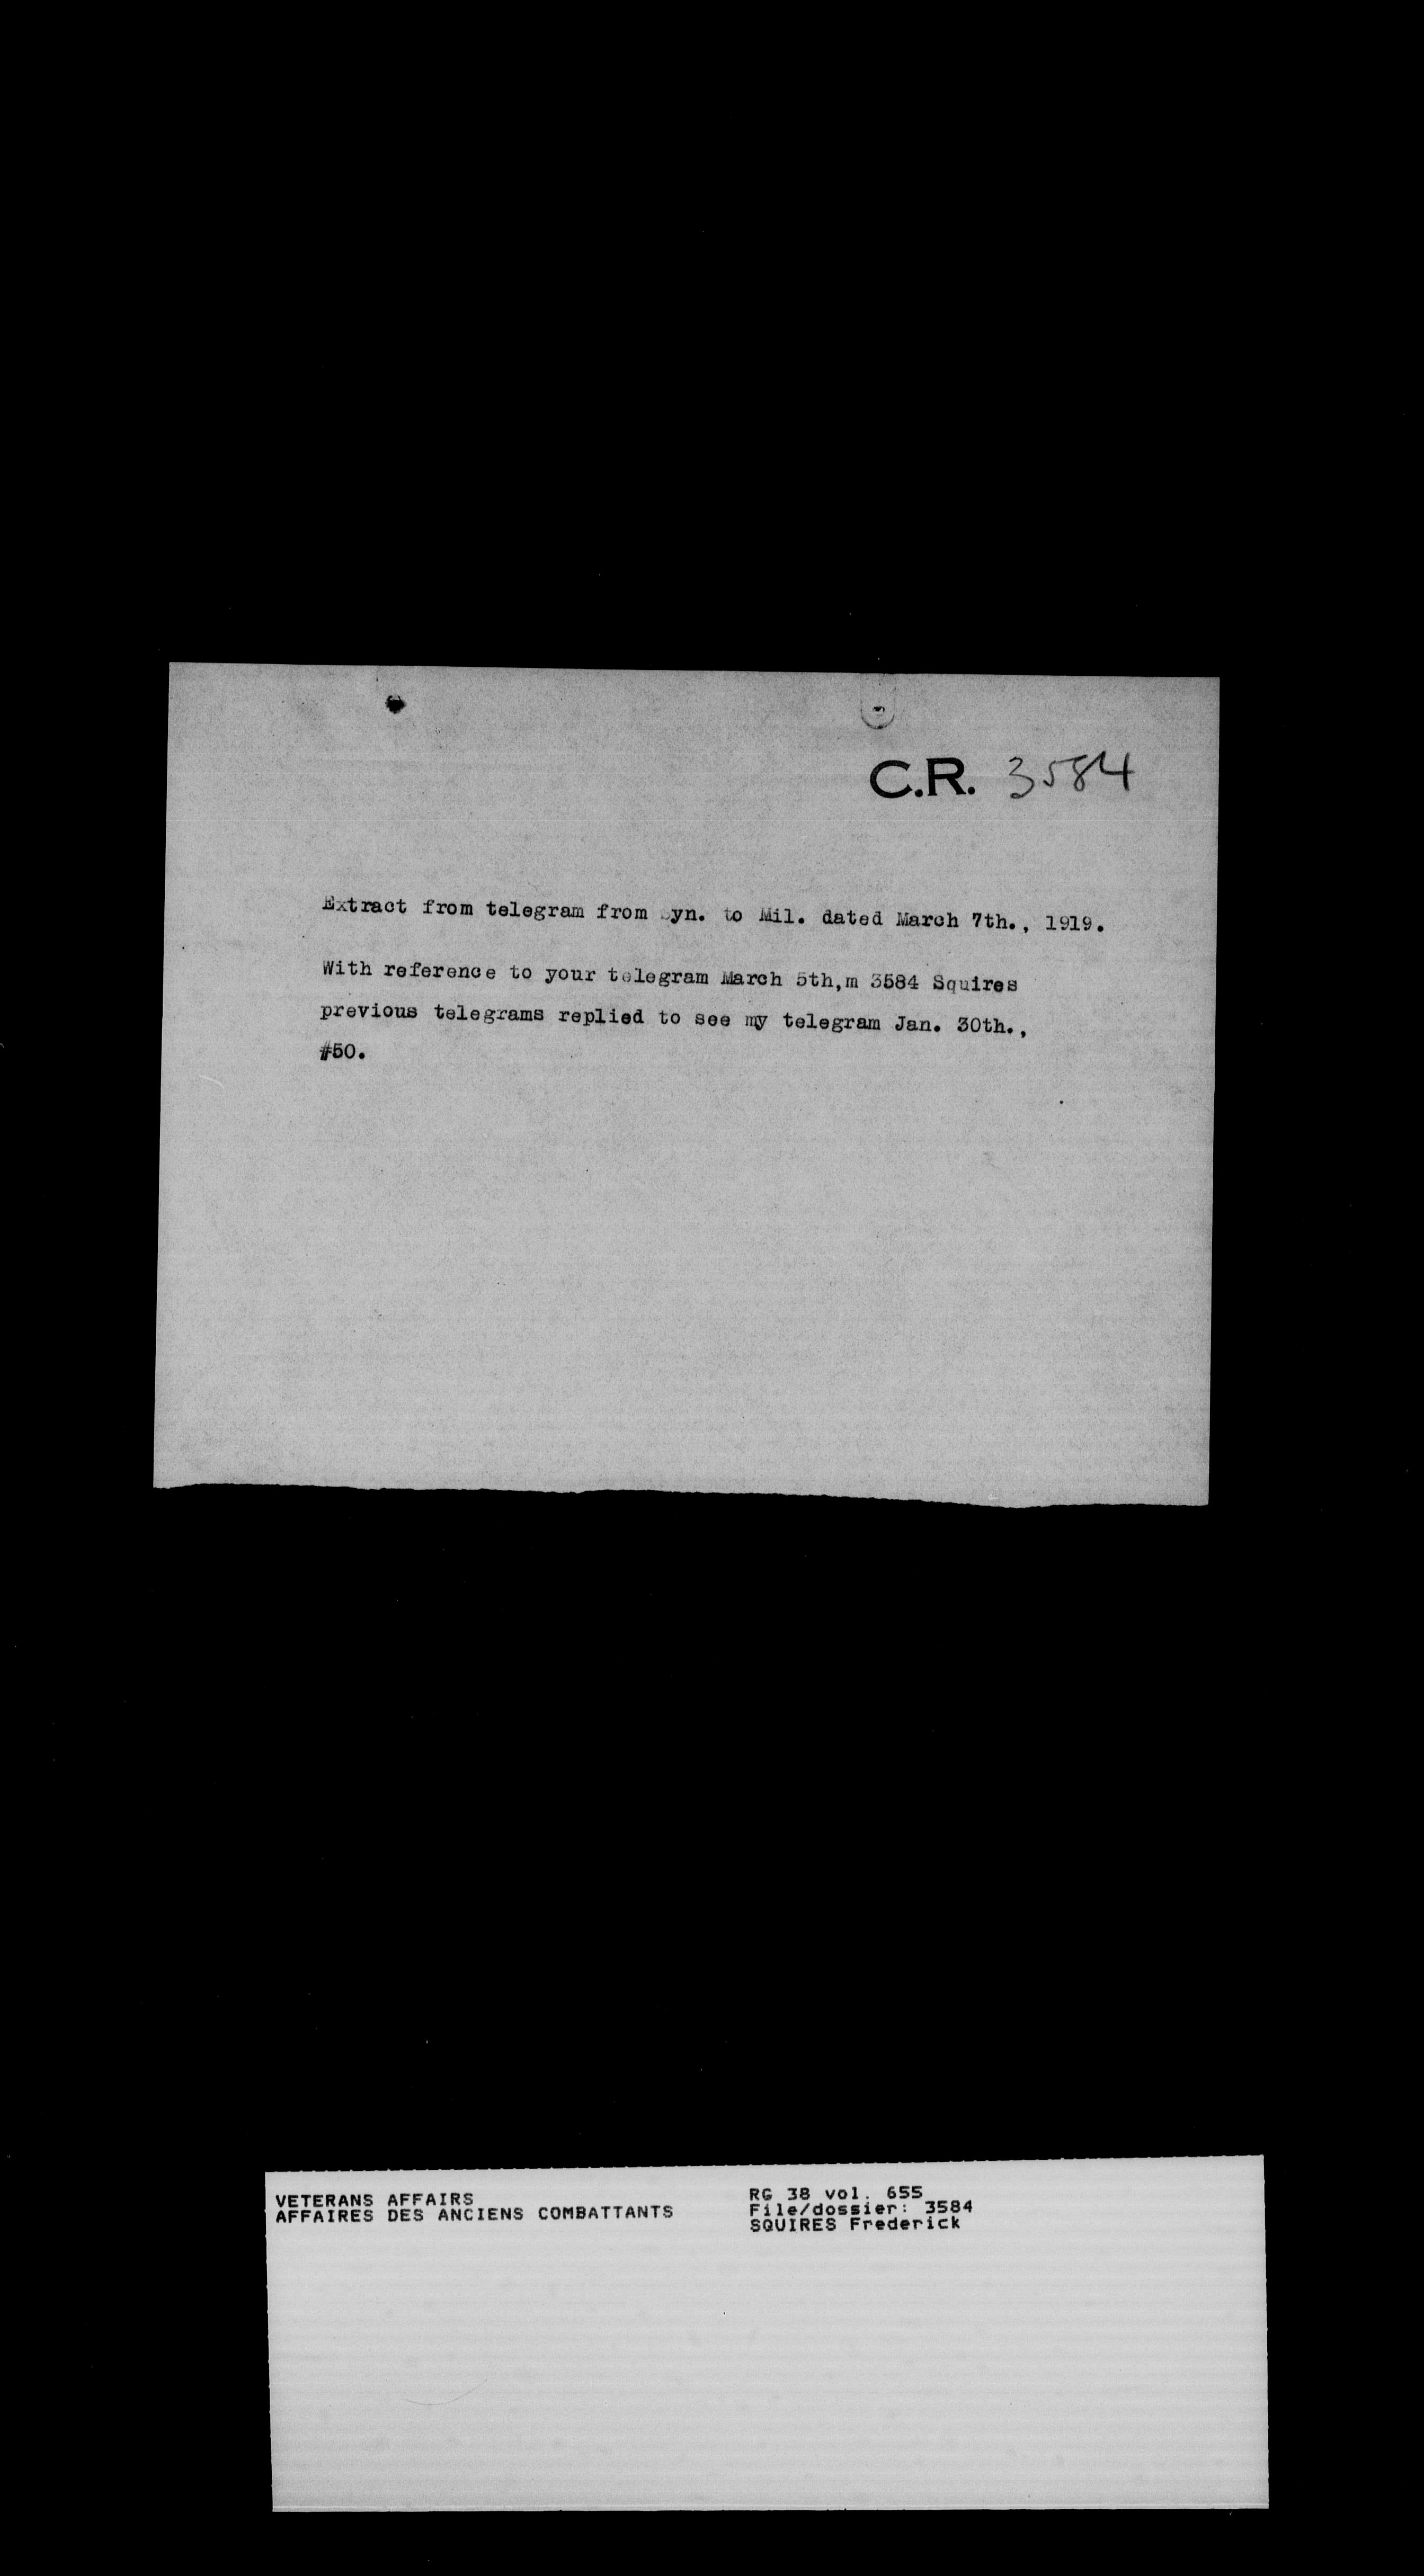 C.R. 3584
Extract from telegram from Syn. to Mil. dated March 7th., 1919.
With reference to your telegram March 5th,m 3584 Squires
previous telegrams replied to see my telegram Jan. 30th.,
#50.
VETERANS AFFAIRS
AFFAIRES DES ANCIENS COMBATTANTS
RG 38 vol. 655
File/dossier: 3584
SQUIRES Frederick